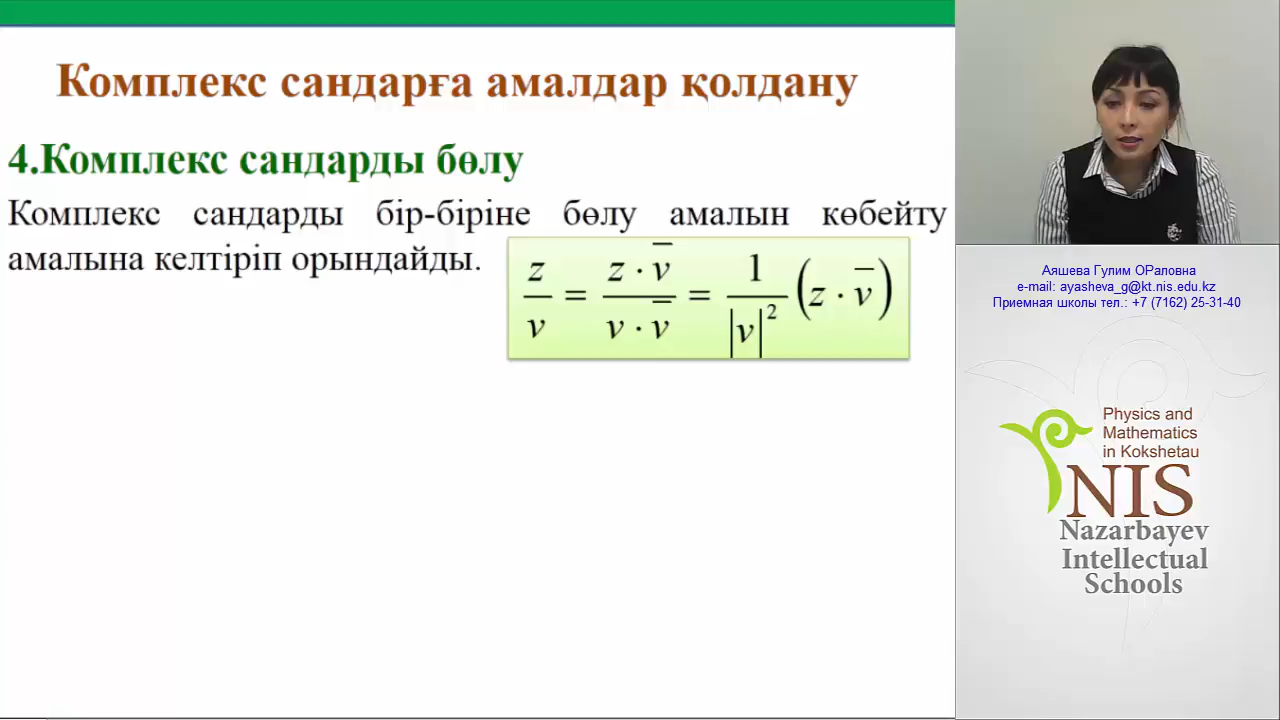 Комплекс сандарға амалдар қолдану
4.Комплекс сандарды бөлу
Комплекс сандарды бір-біріне бөлу амалын көбейту
амалына келтіріп орындайды.
z/v = z · v̅ / v · v̅ = 1/|v|² (z · v̅)
Аяшева Гулим ОРаловна
e-mail: ayasheva_g@kt.nis.edu.kz
Приемная школы тел.: +7 (7162) 25-31-40
Physics and
Mathematics
in Kokshetau
NIS
Nazarbayev
Intellectual
Schools